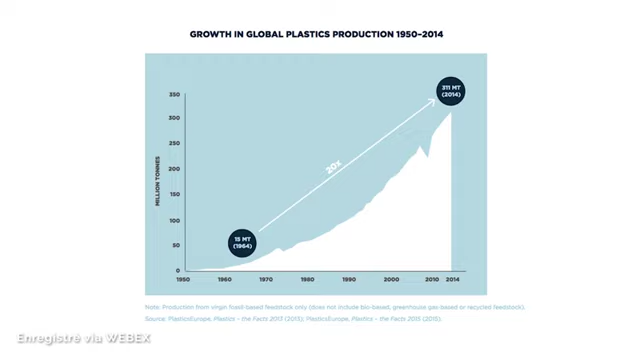 GROWTH IN GLOBAL PLASTICS PRODUCTION 1950–2014
350
300
250
200
150
100
50
0
MILLION TONNES
311 MT
(2014)
20x
15 MT
(1964)
1950 1960 1970 1980 1990 2000 2010 2014
Note: Production from virgin fossil-based feedstock only (does not include bio-based, greenhouse gas-based or recycled feedstock).
Source: PlasticsEurope, Plastics – the Facts 2013 (2013); PlasticsEurope, Plastics – the Facts 2015 (2015).
Enregistré via WEBEX